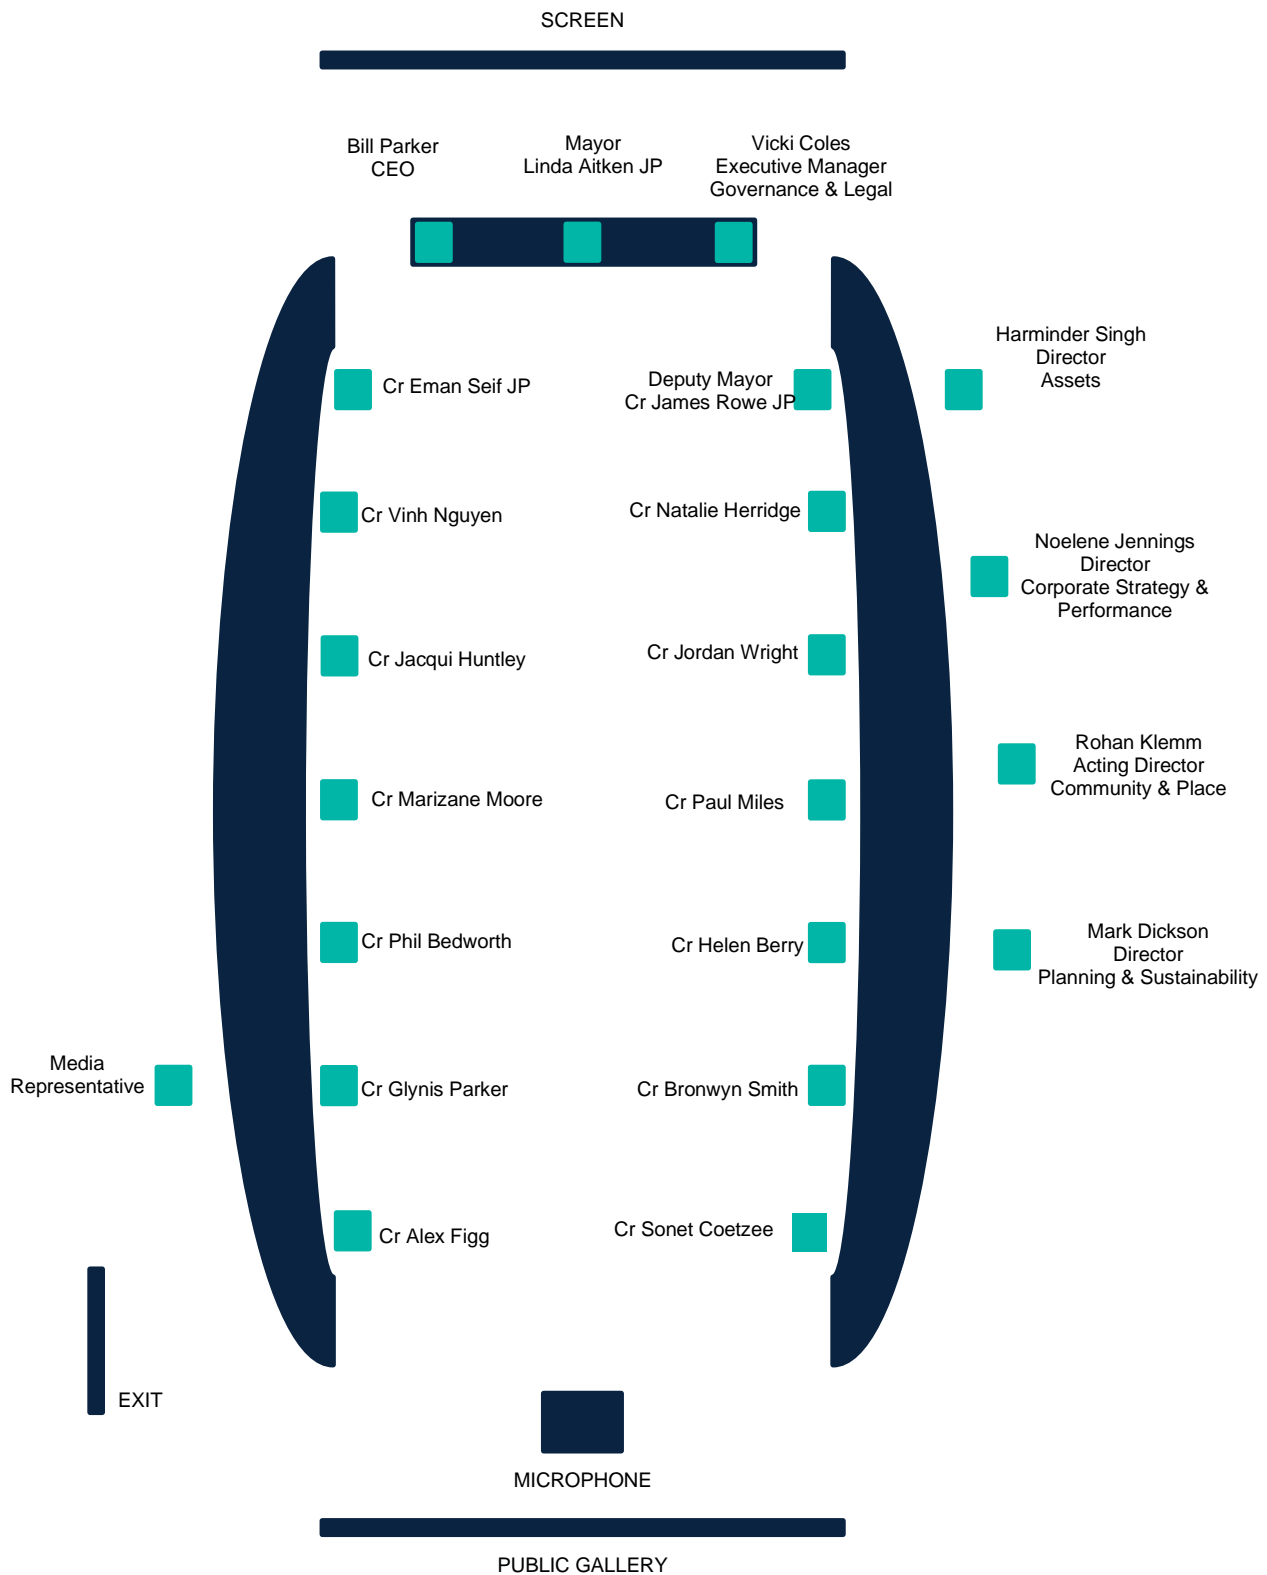 SCREEN
Bill Parker
CEO
Mayor
Linda Aitken JP
Vicki Coles
Executive Manager
Governance & Legal
Harminder Singh
Director
Assets
Cr Eman Seif JP
Deputy Mayor
Cr James Rowe JP
Cr Vinh Nguyen
Cr Natalie Herridge
Noelene Jennings
Director
Corporate Strategy &
Performance
Cr Jacqui Huntley
Cr Jordan Wright
Rohan Klemm
Acting Director
Community & Place
Cr Marizane Moore
Cr Paul Miles
Cr Phil Bedworth
Cr Helen Berry
Mark Dickson
Director
Planning & Sustainability
Media
Representative
Cr Glynis Parker
Cr Bronwyn Smith
Cr Alex Figg
Cr Sonet Coetzee
EXIT
MICROPHONE
PUBLIC GALLERY